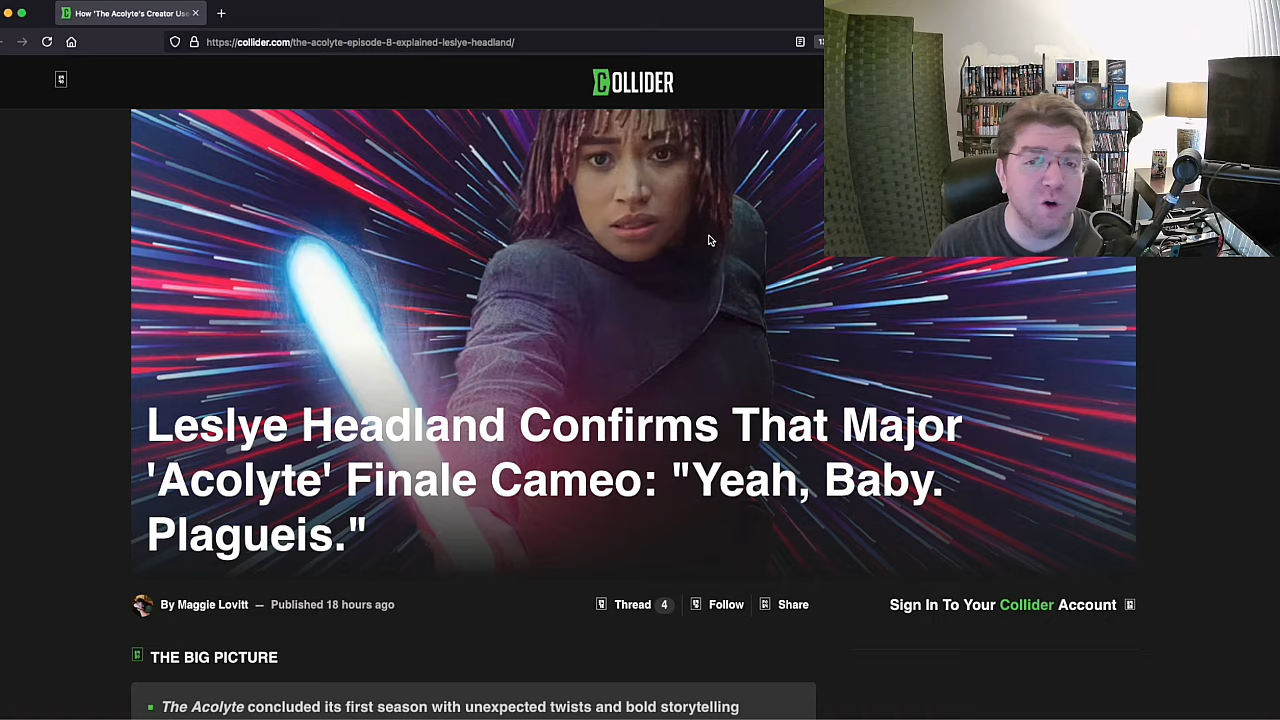 How 'The Acolyte's Creator Use
https://collider.com/the-acolyte-episode-8-explained-leslye-headland/
COLLIDER
Leslye Headland Confirms That Major
'Acolyte' Finale Cameo: "Yeah, Baby.
Plagueis."
By Maggie Lovitt — Published 18 hours ago
Thread 4 Follow Share
Sign In To Your Collider Account
THE BIG PICTURE
The Acolyte concluded its first season with unexpected twists and bold storytelling